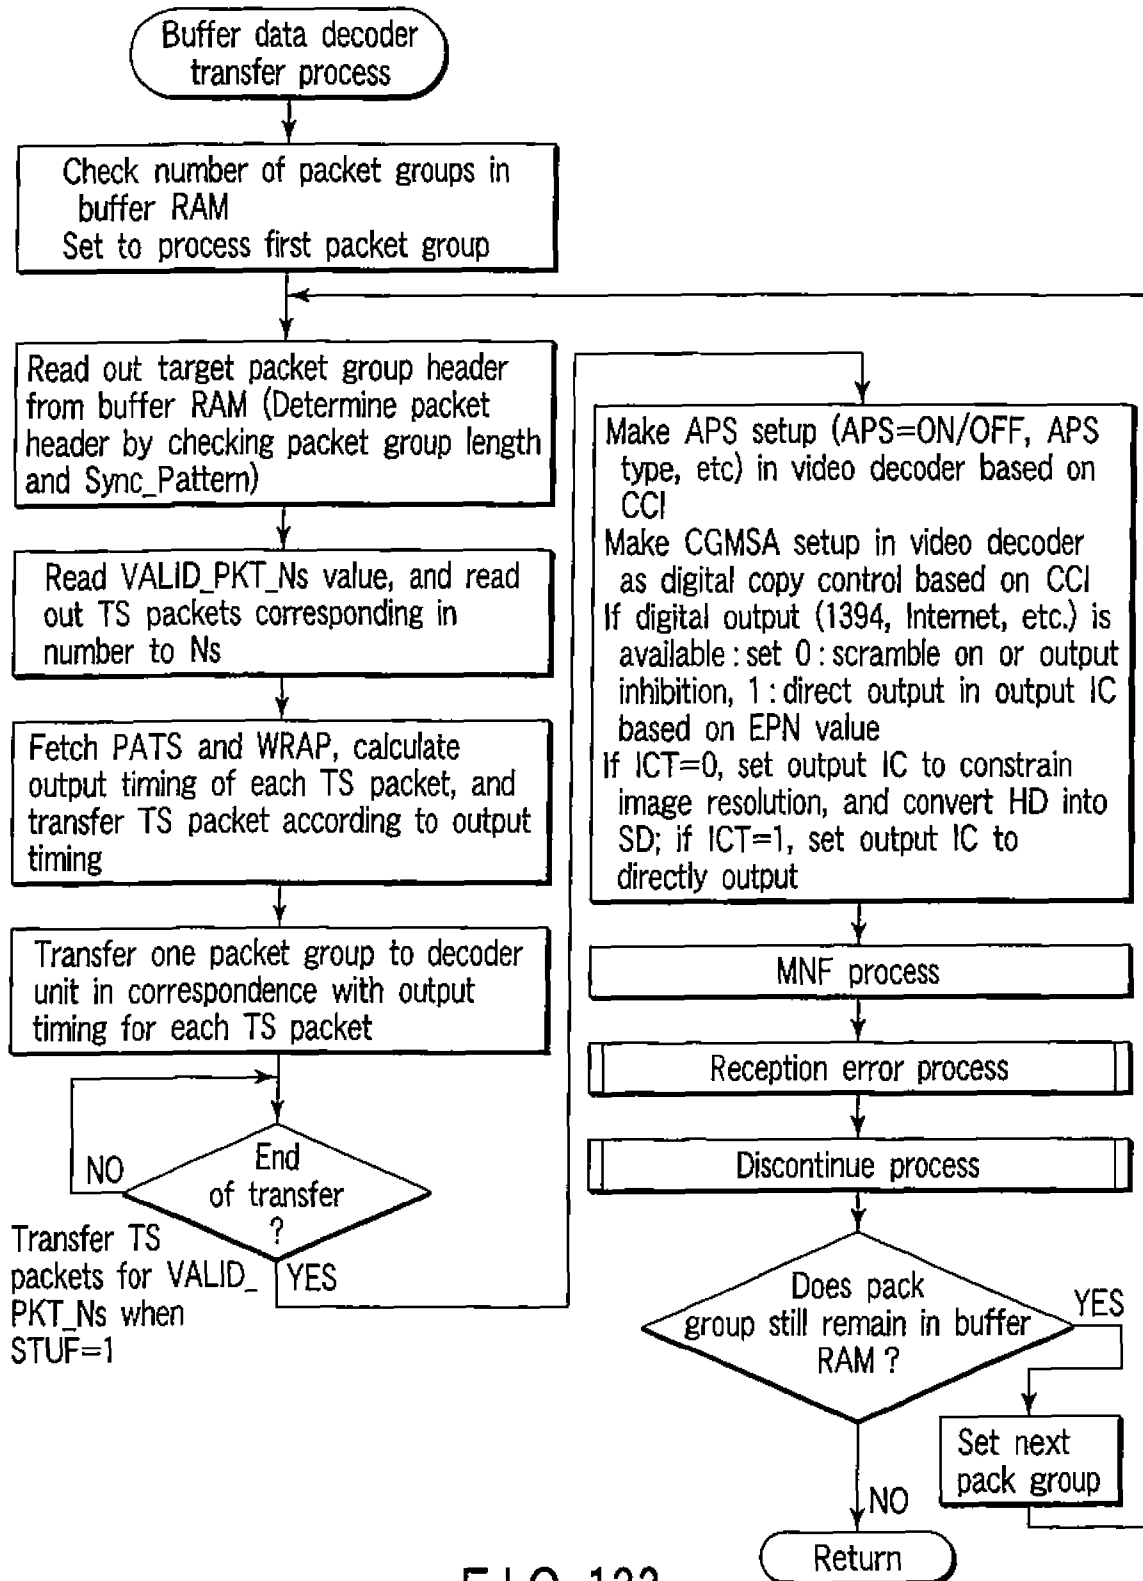 Buffer data decoder
transfer process
Check number of packet groups in
buffer RAM
Set to process first packet group
Read out target packet group header
from buffer RAM (Determine packet
header by checking packet group length
and Sync_Pattern)
Read VALID_PKT_Ns value, and read
out TS packets corresponding in
number to Ns
Fetch PATS and WRAP, calculate
output timing of each TS packet, and
transfer TS packet according to output
timing
Transfer one packet group to decoder
unit in correspondence with output
timing for each TS packet
NO
End
of transfer
?
YES
Transfer TS
packets for VALID_
PKT_Ns when
STUF=1
Make APS setup (APS=ON/OFF, APS
type, etc) in video decoder based on
CCI
Make CGMSA setup in video decoder
as digital copy control based on CCI
If digital output (1394, Internet, etc.) is
available : set 0 : scramble on or output
inhibition, 1 : direct output in output IC
based on EPN value
If ICT=0, set output IC to constrain
image resolution, and convert HD into
SD; if ICT=1, set output IC to
directly output
MNF process
Reception error process
Discontinue process
Does pack
group still remain in buffer
RAM ?
YES
Set next
pack group
NO
Return